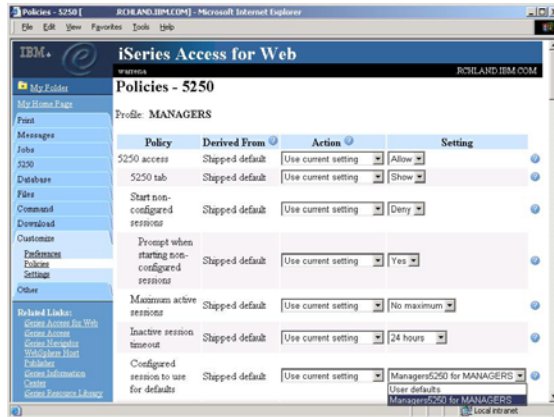 Policies - 5250 [ .RCHLAND.IBM.COM] - Microsoft Internet Explorer
File Edit View Favorites Tools Help
IBM.
iSeries Access for Web
warrena RCHLAND.IBM.COM
My Folder
My Home Page
Print
Messages
Jobs
5250
Database
Files
Command
Download
Customize
Preferences
Policies
Settings
Other
Related Links:
iSeries Access for Web
iSeries Access
iSeries Navigator
WebSphere Host Publisher
iSeries Information Center
iSeries Resource Library
Policies - 5250
Profile: MANAGERS
Policy Derived From Action Setting
5250 access Shipped default Use current setting Allow
5250 tab Shipped default Use current setting Show
Start non-configured sessions Shipped default Use current setting Deny
Prompt when starting non-configured sessions Shipped default Use current setting Yes
Maximum active sessions Shipped default Use current setting No maximum
Inactive session timeout Shipped default Use current setting 24 hours
Configured session to use for defaults Shipped default Use current setting Managers5250 for MANAGERS
User defaults
Managers5250 for MANAGERS
Local intranet